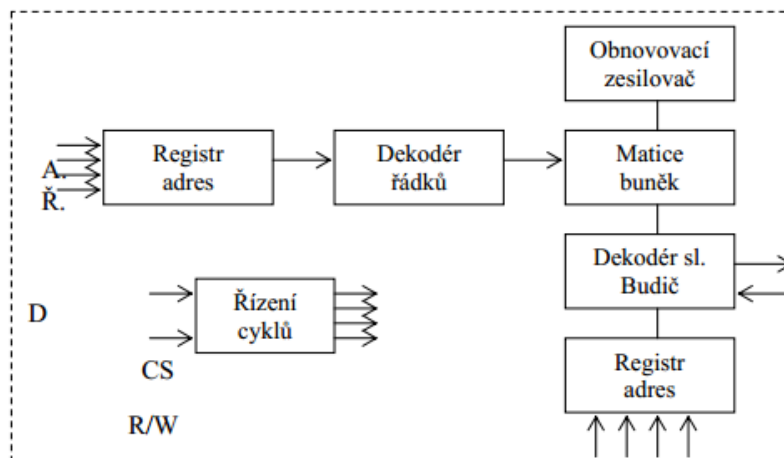 Obnovovací
zesilovač
Registr
adres
Dekodér
řádků
Matice
buněk
A.
Ř.
Dekodér sl.
Budič
Řízení
cyklů
D
CS
Registr
adres
R/W